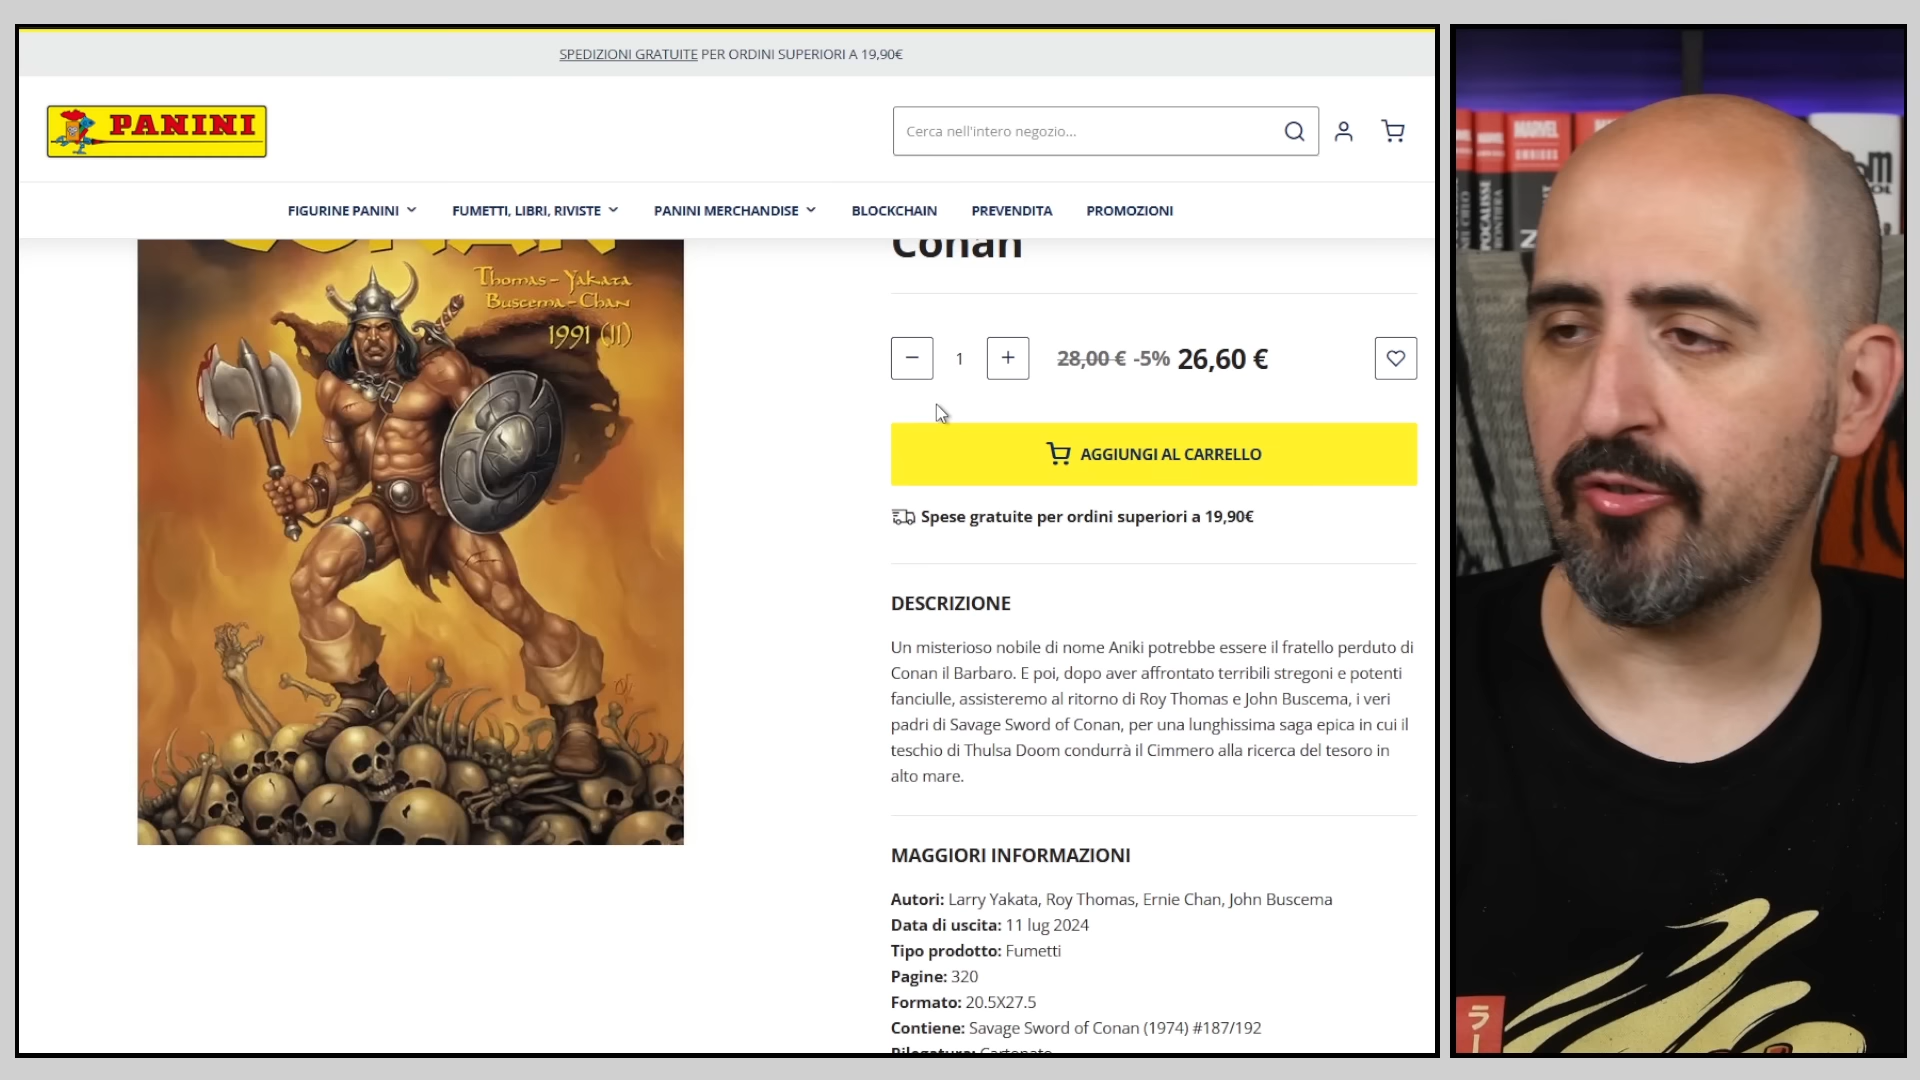 SPEDIZIONI GRATUITE PER ORDINI SUPERIORI A 19,90€
PANINI
Cerca nell'intero negozio...
FIGURINE PANINI
FUMETTI, LIBRI, RIVISTE
PANINI MERCHANDISE
BLOCKCHAIN
PREVENDITA
PROMOZIONI
CONAN
Thomas - Yakata
Buscema - Chan
1991 (II)
Conan
1
28,00 € -5% 26,60 €
AGGIUNGI AL CARRELLO
Spese gratuite per ordini superiori a 19,90€
DESCRIZIONE
Un misterioso nobile di nome Aniki potrebbe essere il fratello perduto di
Conan il Barbaro. E poi, dopo aver affrontato terribili stregoni e potenti
fanciulle, assisteremo al ritorno di Roy Thomas e John Buscema, i veri
padri di Savage Sword of Conan, per una lunghissima saga epica in cui il
teschio di Thulsa Doom condurrà il Cimmero alla ricerca del tesoro in
alto mare.
MAGGIORI INFORMAZIONI
Autori: Larry Yakata, Roy Thomas, Ernie Chan, John Buscema
Data di uscita: 11 lug 2024
Tipo prodotto: Fumetti
Pagine: 320
Formato: 20.5X27.5
Contiene: Savage Sword of Conan (1974) #187/192
Rilegatura: Cartonato
MARVEL
OMNIBUS
ラー